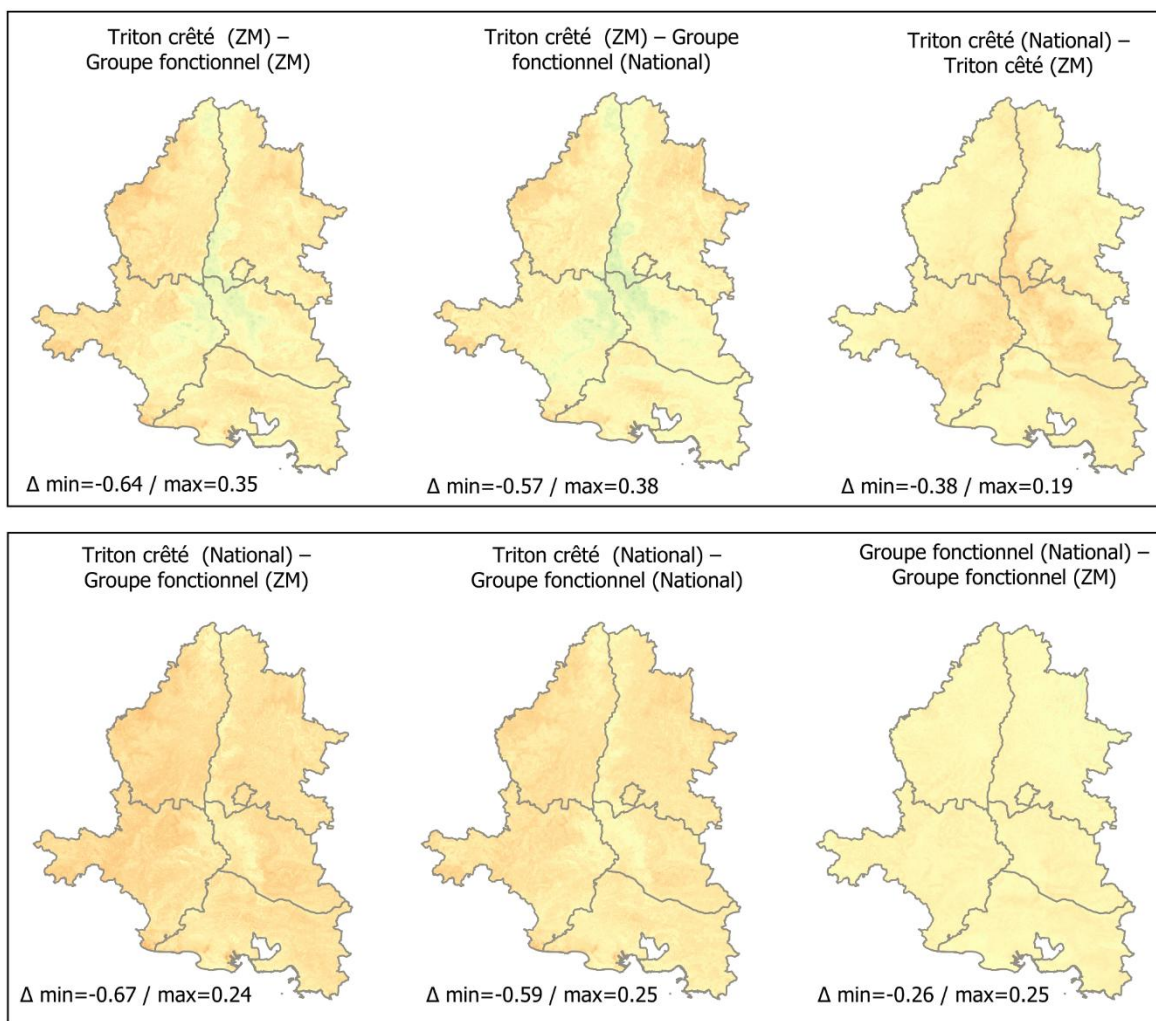 Triton crêté (ZM) –
Groupe fonctionnel (ZM)
Triton crêté (ZM) – Groupe
fonctionnel (National)
Triton crêté (National) –
Triton cêté (ZM)
Δ min=-0.64 / max=0.35
Δ min=-0.57 / max=0.38
Δ min=-0.38 / max=0.19
Triton crêté (National) –
Groupe fonctionnel (ZM)
Triton crêté (National) –
Groupe fonctionnel (National)
Groupe fonctionnel (National) –
Groupe fonctionnel (ZM)
Δ min=-0.67 / max=0.24
Δ min=-0.59 / max=0.25
Δ min=-0.26 / max=0.25